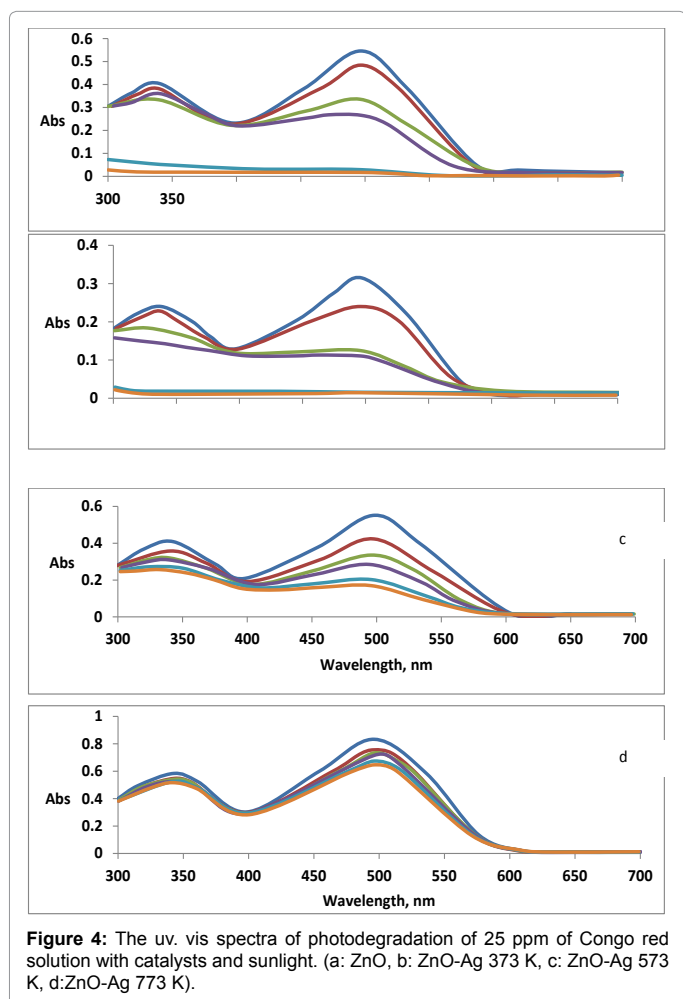 0.6
0.5
0.4
0.3
Abs
0.2
0.1
0
300 350
0.4
0.3
Abs
0.2
0.1
0
0.6
c
0.4
Abs
0.2
0
300 350 400 450 500 550 600 650 700
Wavelength, nm
1
d
0.8
0.6
Abs
0.4
0.2
0
300 350 400 450 500 550 600 650 700
Wavelength, nm
Figure 4: The uv. vis spectra of photodegradation of 25 ppm of Congo red
solution with catalysts and sunlight. (a: ZnO, b: ZnO-Ag 373 K, c: ZnO-Ag 573
K, d:ZnO-Ag 773 K).